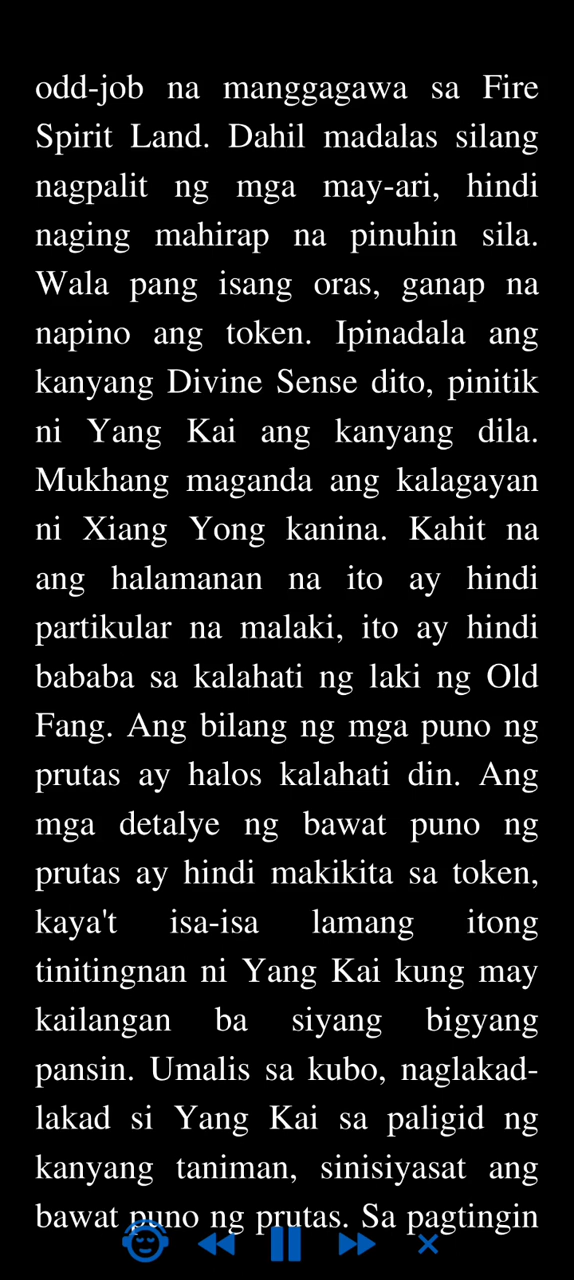 odd-job na manggagawa sa Fire
Spirit Land. Dahil madalas silang
nagpalit ng mga may-ari, hindi
naging mahirap na pinuhin sila.
Wala pang isang oras, ganap na
napino ang token. Ipinadala ang
kanyang Divine Sense dito, pinitik
ni Yang Kai ang kanyang dila.
Mukhang maganda ang kalagayan
ni Xiang Yong kanina. Kahit na
ang halamanan na ito ay hindi
partikular na malaki, ito ay hindi
bababa sa kalahati ng laki ng Old
Fang. Ang bilang ng mga puno ng
prutas ay halos kalahati din. Ang
mga detalye ng bawat puno ng
prutas ay hindi makikita sa token,
kaya't isa-isa lamang itong
tinitingnan ni Yang Kai kung may
kailangan ba siyang bigyang
pansin. Umalis sa kubo, naglakad-
lakad si Yang Kai sa paligid ng
kanyang taniman, sinisiyasat ang
bawat puno ng prutas. Sa pagtingin